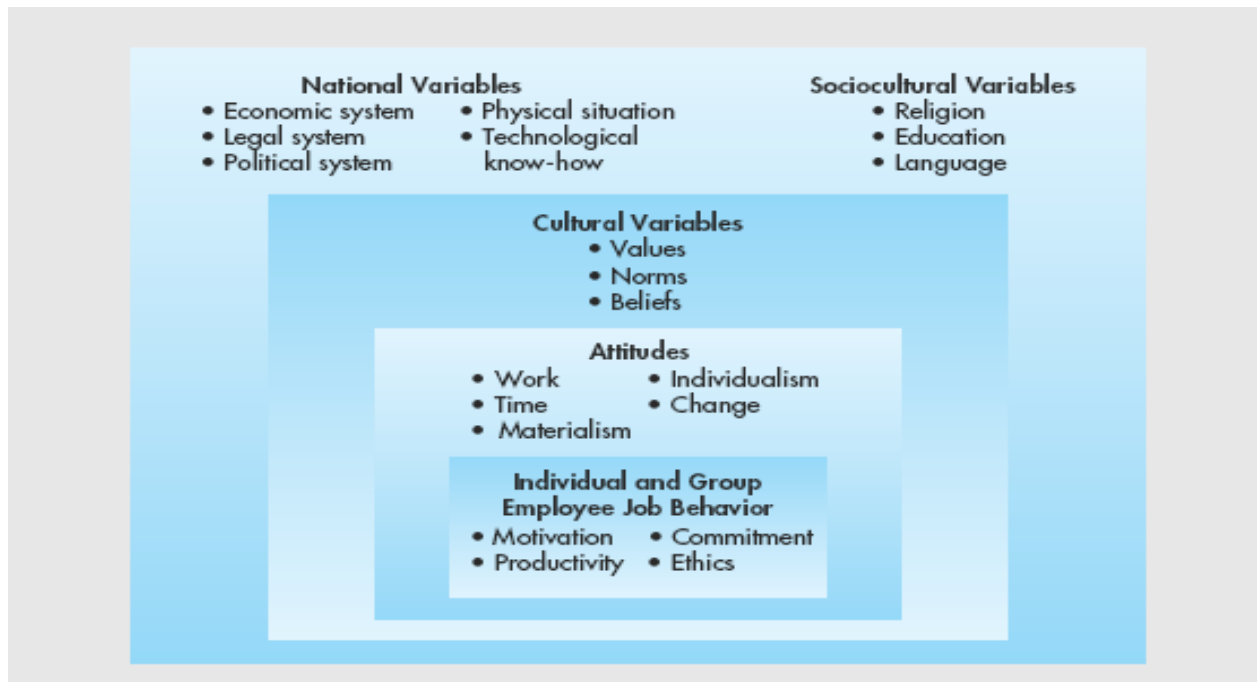 National Variables
• Economic system
• Legal system
• Political system
• Physical situation
• Technological
know-how
Sociocultural Variables
• Religion
• Education
• Language
Cultural Variables
• Values
• Norms
• Beliefs
Attitudes
• Work
• Time
• Materialism
• Individualism
• Change
Individual and Group
Employee Job Behavior
• Motivation
• Productivity
• Commitment
• Ethics